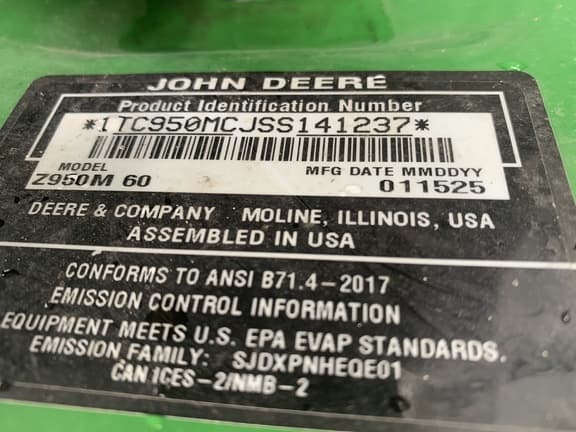 JOHN DEERE
Product Identification Number
*1TC950MCJSS141237*
MODEL
MFG DATE MMDDYY
Z950M 60
011525
DEERE & COMPANY MOLINE, ILLINOIS, USA
ASSEMBLED IN USA
CONFORMS TO ANSI B71.4-2017
EMISSION CONTROL INFORMATION
EQUIPMENT MEETS U.S. EPA EVAP STANDARDS.
EMISSION FAMILY: SJDXPNHEQE01
CAN ICES-2/NMB-2